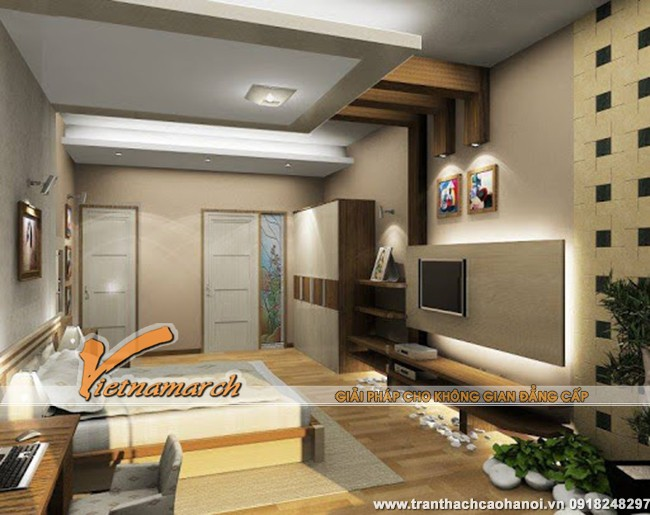 Vietnamarch
GIẢI PHÁP CHO KHÔNG GIAN ĐẲNG CẤP
www.tranthachcaohanoi.vn 0918248297